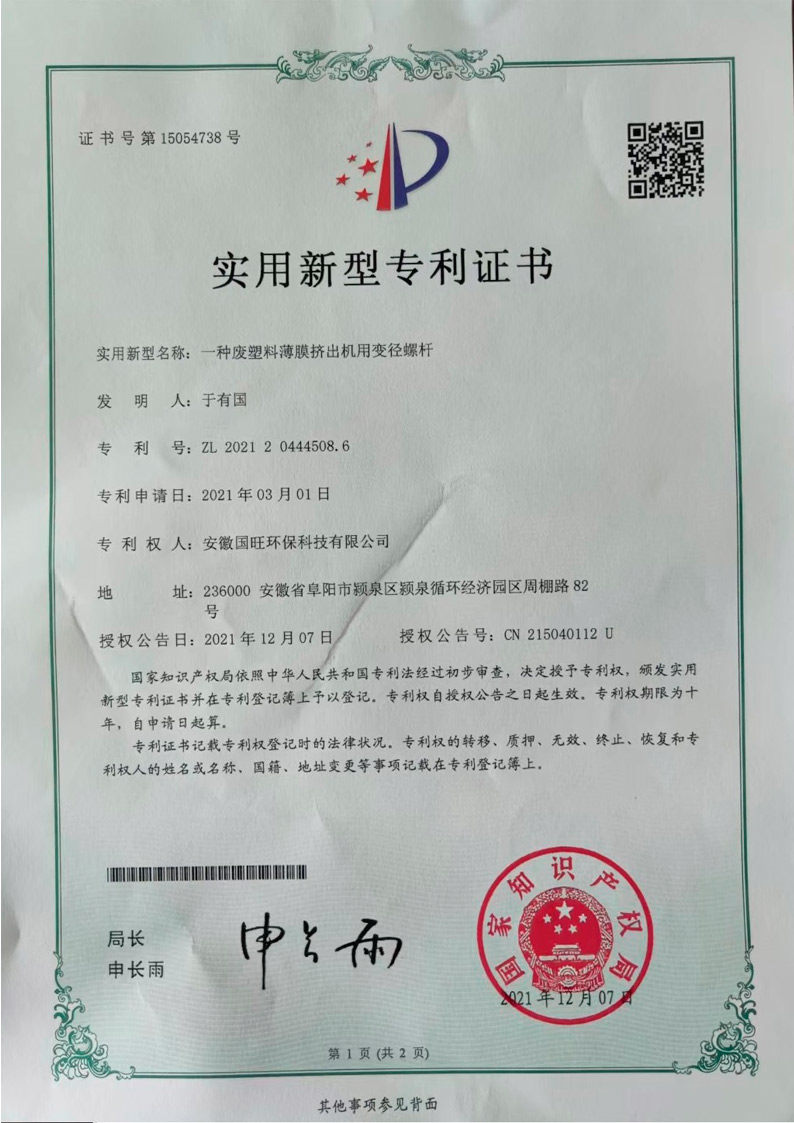 证书号第15054738号
实用新型专利证书
实用新型名称：一种废塑料薄膜挤出机用变径螺杆
发明人：于有国
专利号：ZL 2021 2 0444508.6
专利申请日：2021年03月01日
专利权人：安徽国旺环保科技有限公司
地址：236000 安徽省阜阳市颍泉区颍泉循环经济园区周棚路82
号
授权公告日：2021年12月07日 授权公告号：CN 215040112 U
国家知识产权局依照中华人民共和国专利法经过初步审查，决定授予专利权，颁发实用
新型专利证书并在专利登记簿上予以登记。专利权自授权公告之日起生效。专利权期限为十
年，自申请日起算。
专利证书记载专利权登记时的法律状况。专利权的转移、质押、无效、终止、恢复和专
利权人的姓名或名称、国籍、地址变更等事项记载在专利登记簿上。
局长
申长雨
申长雨
国家知识产权局
2021年12月07日
第1页(共2页)
其他事项参见背面